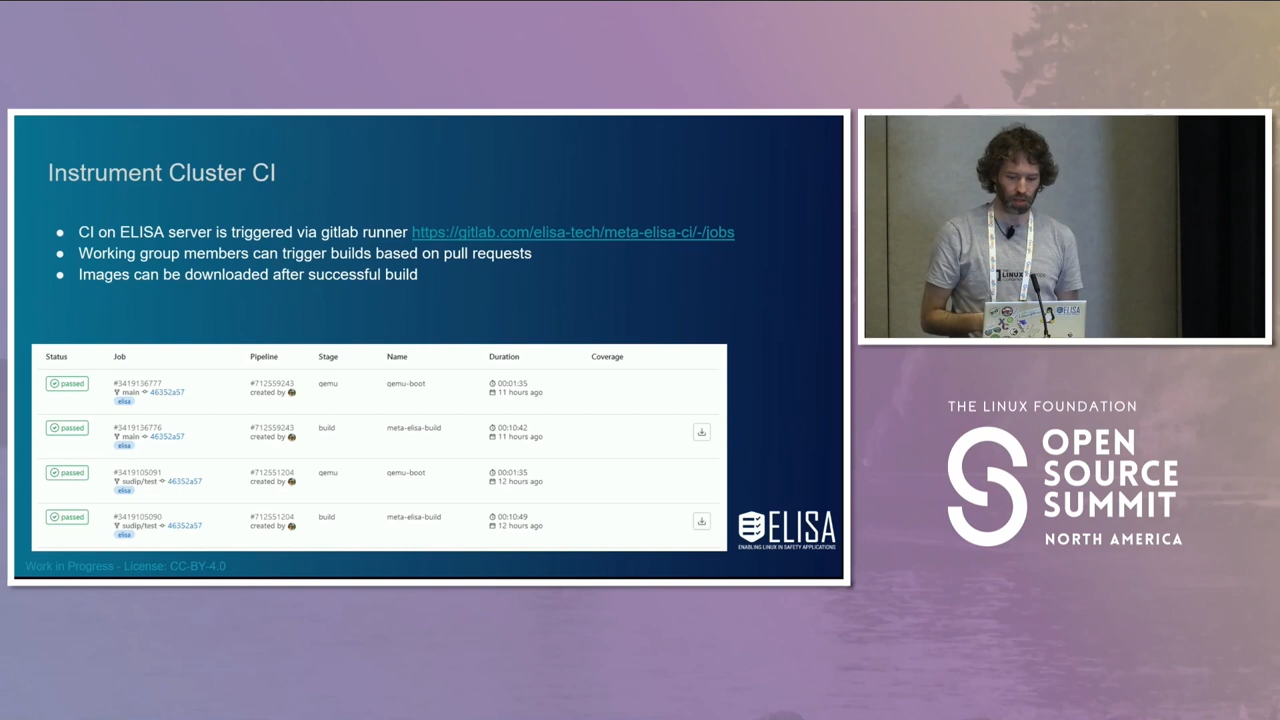 Instrument Cluster CI
● CI on ELISA server is triggered via gitlab runner https://gitlab.com/elisa-tech/meta-elisa-ci/-/jobs
● Working group members can trigger builds based on pull requests
● Images can be downloaded after successful build
Status Job Pipeline Stage Name Duration Coverage
passed #3419136777 #712559243 qemu qemu-boot 00:01:35
main 46352a57 created by 11 hours ago
elisa
passed #3419136776 #712559243 build meta-elisa-build 00:10:42
main 46352a57 created by 11 hours ago
elisa
passed #3419105091 #712551204 qemu qemu-boot 00:01:35
sudip/test 46352a57 created by 12 hours ago
elisa
passed #3419105090 #712551204 build meta-elisa-build 00:10:49
sudip/test 46352a57 created by 12 hours ago
elisa
ELISA
ENABLING LINUX IN SAFETY APPLICATIONS
Work in Progress - License: CC-BY-4.0
LINUX
ELISA
THE LINUX FOUNDATION
OPEN
SOURCE
SUMMIT
NORTH AMERICA